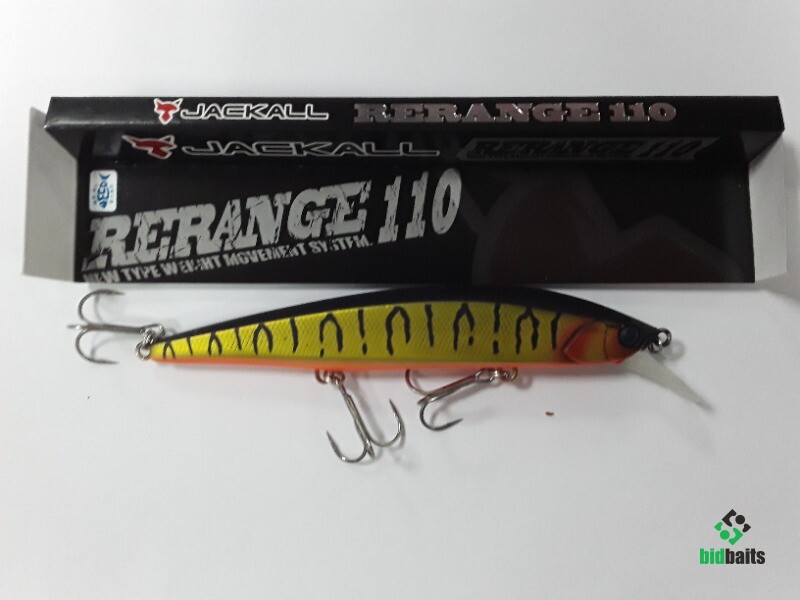 JACKALL RERANGE 110
JACKALL RERANGE 110
RERANGE 110
NEW TYPE WEIGHT MOVEMENT SYSTEM.
bidbaits